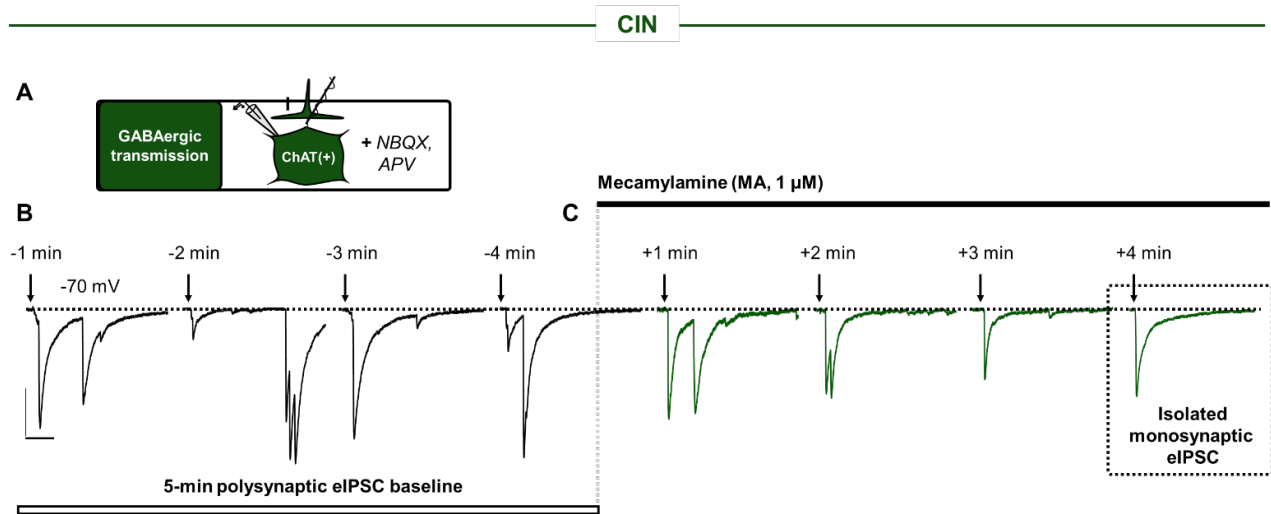 CIN
A
GABAergic
transmission
ChAT(+)
+ NBQX,
APV
Mecamylamine (MA, 1 µM)
B
C
-1 min
-2 min
-3 min
-4 min
+1 min
+2 min
+3 min
+4 min
-70 mV
Isolated
monosynaptic
eIPSC
5-min polysynaptic eIPSC baseline